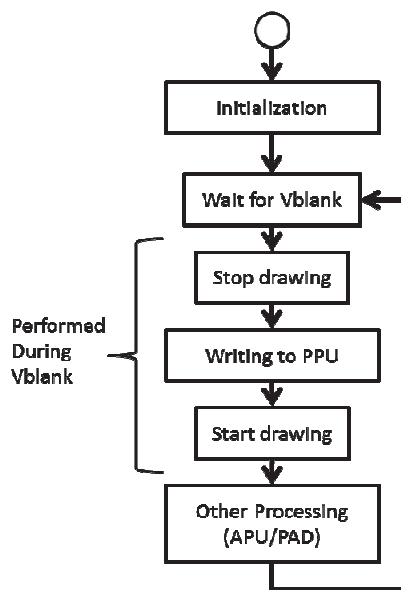 Initialization
Wait for Vblank
Stop drawing
Performed
During
Vblank
Writing to PPU
Start drawing
Other Processing
(APU/PAD)